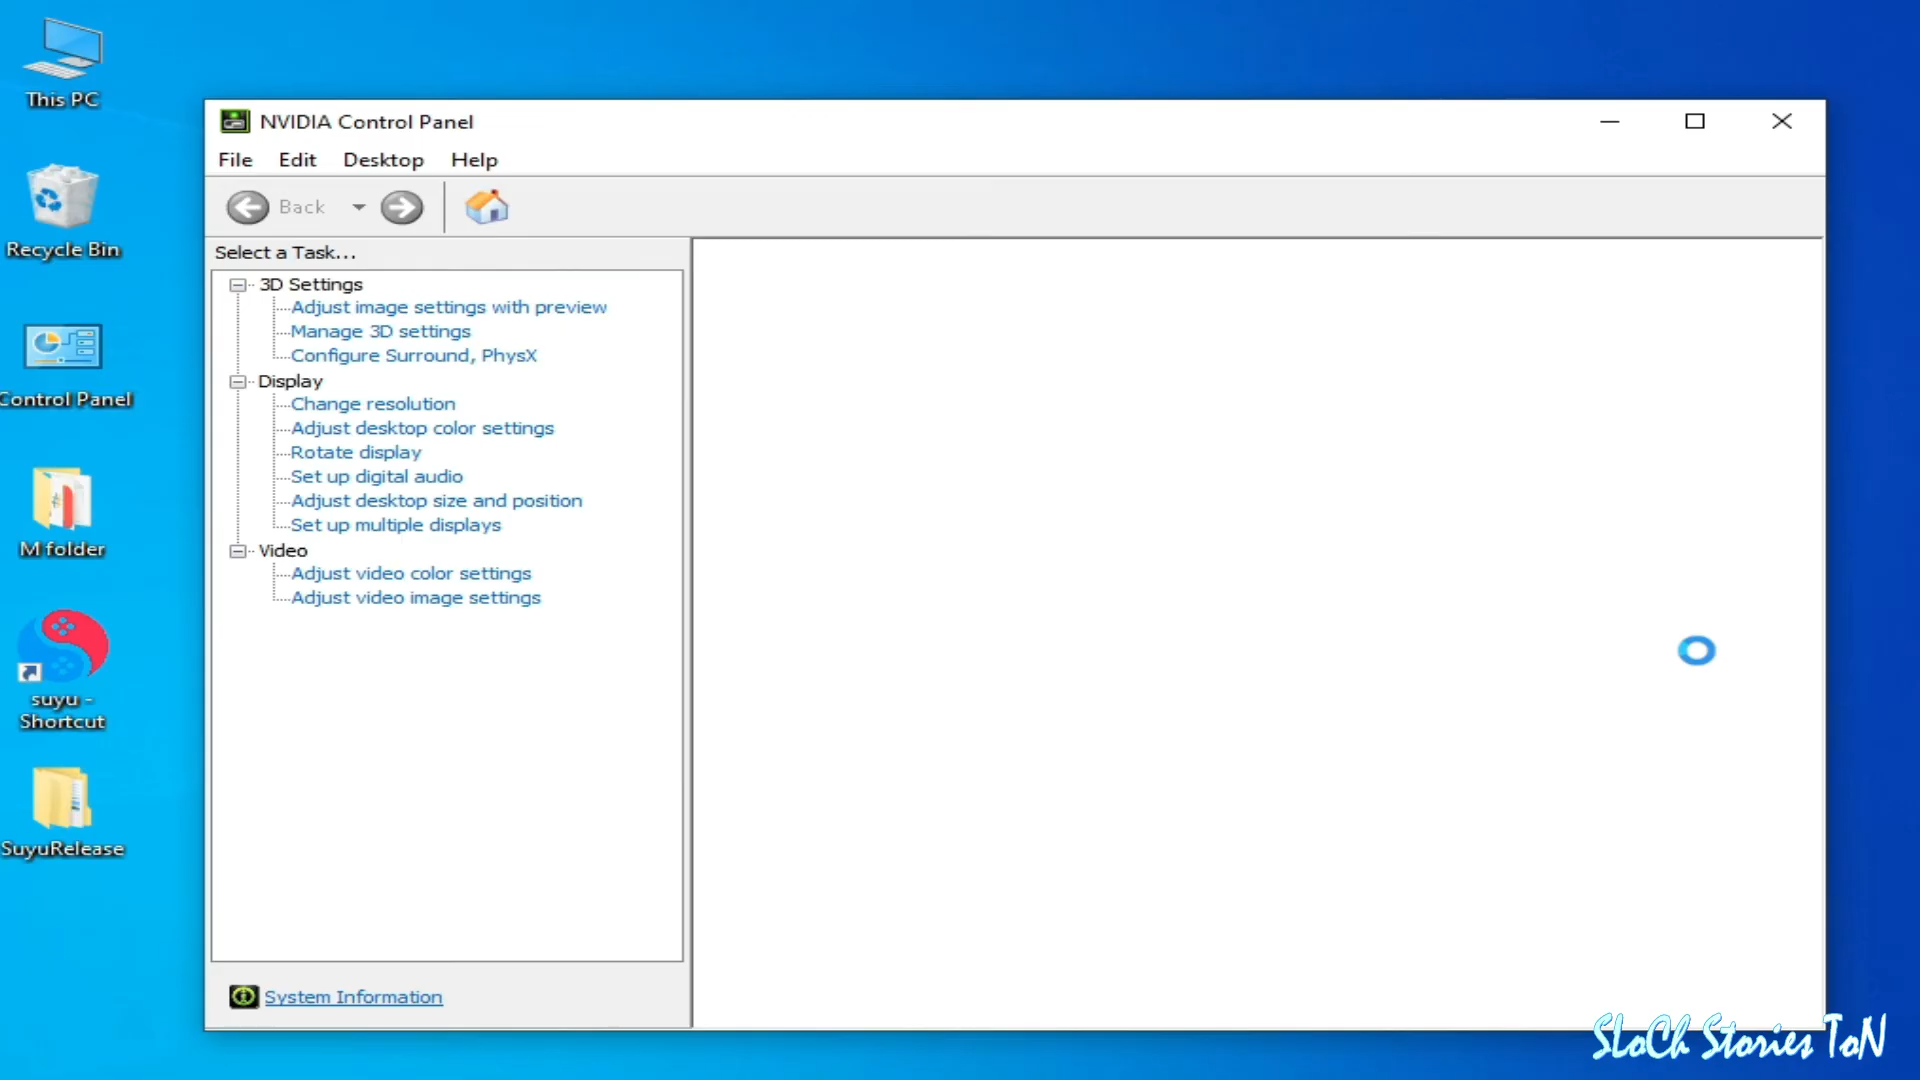 This PC
Recycle Bin
Control Panel
M folder
suyu -
Shortcut
SuyuRelease
NVIDIA Control Panel
File Edit Desktop Help
Back
Select a Task...
3D Settings
Adjust image settings with preview
Manage 3D settings
Configure Surround, PhysX
Display
Change resolution
Adjust desktop color settings
Rotate display
Set up digital audio
Adjust desktop size and position
Set up multiple displays
Video
Adjust video color settings
Adjust video image settings
System Information
SLoCh Stories ToN